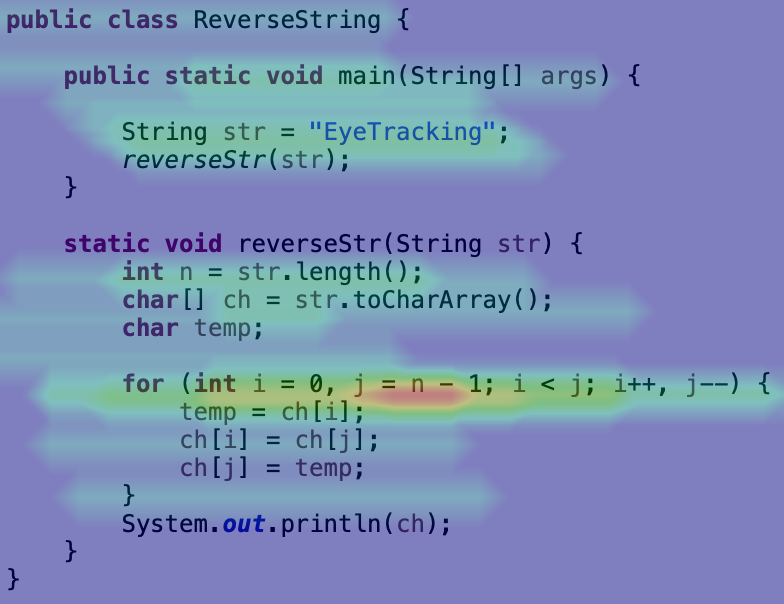 public class ReverseString {
public static void main(String[] args) {
String str = "EyeTracking";
reverseStr(str);
}
static void reverseStr(String str) {
int n = str.length();
char[] ch = str.toCharArray();
char temp;
for (int i = 0, j = n - 1; i < j; i++, j--) {
temp = ch[i];
ch[i] = ch[j];
ch[j] = temp;
}
System.out.println(ch);
}
}